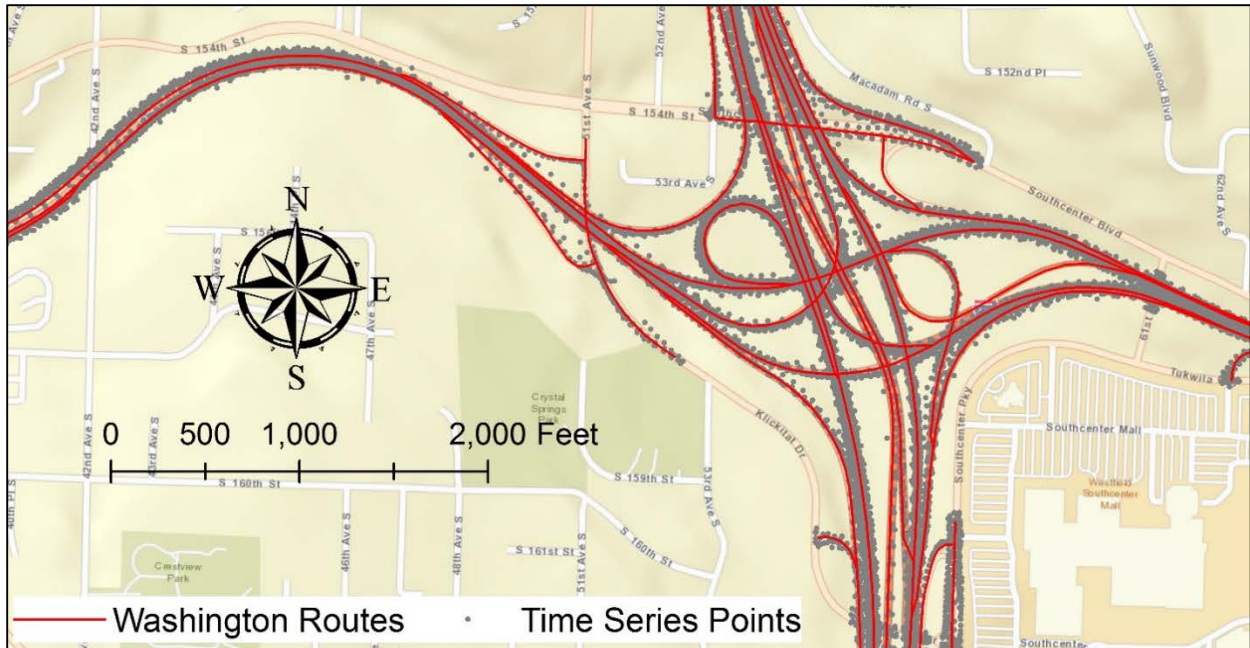 S 154th St
52nd Ave S
S 152nd Pl
Macadam Rd S
Sunwood Blvd
42nd Ave S
51st Ave S
S 154th St
53rd Ave S
62nd Ave S
Southcenter Blvd
N
W E
S
47th Ave S
61st
Tukwila
Crystal
Springs
Park
0 500 1,000 2,000 Feet
Klickitat Dr
Southcenter Pky
Southcenter Mall
42nd Ave S
43rd Ave S
S 159th St
53rd Ave S
Westfield
Southcenter
Mall
40th Pl S
S 160th St
46th Ave S
48th Ave S
S 161st St
51st Ave S
S 160th St
Crestview
Park
Washington Routes Time Series Points
Southcenter